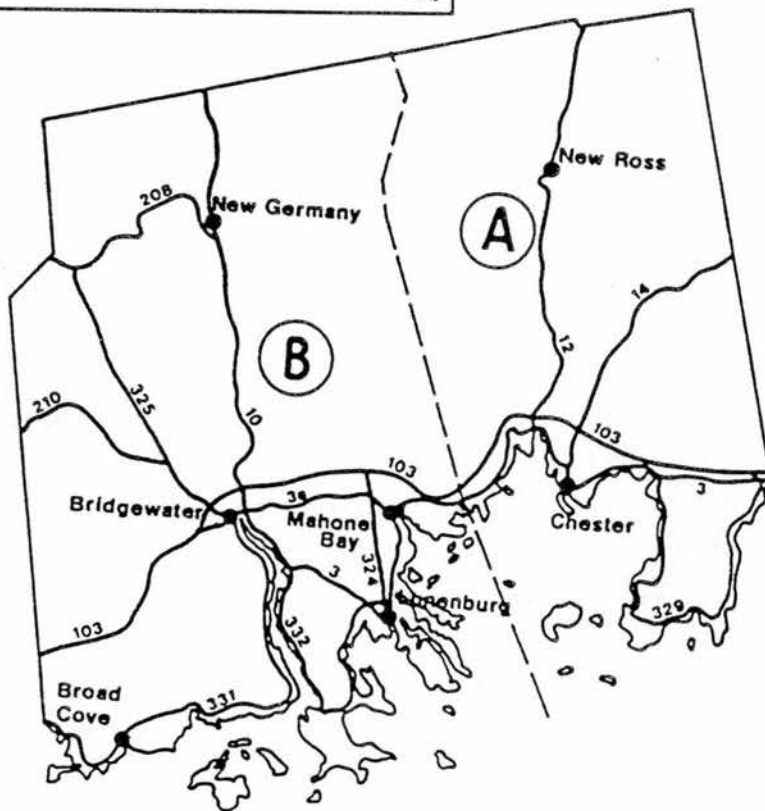 New Ross
208
New Germany
A
14
B
12
325
210
10
103
103
3
Bridgewater
Mahone
Bay
Chester
3
324
329
103
332
Broad
Cove
331